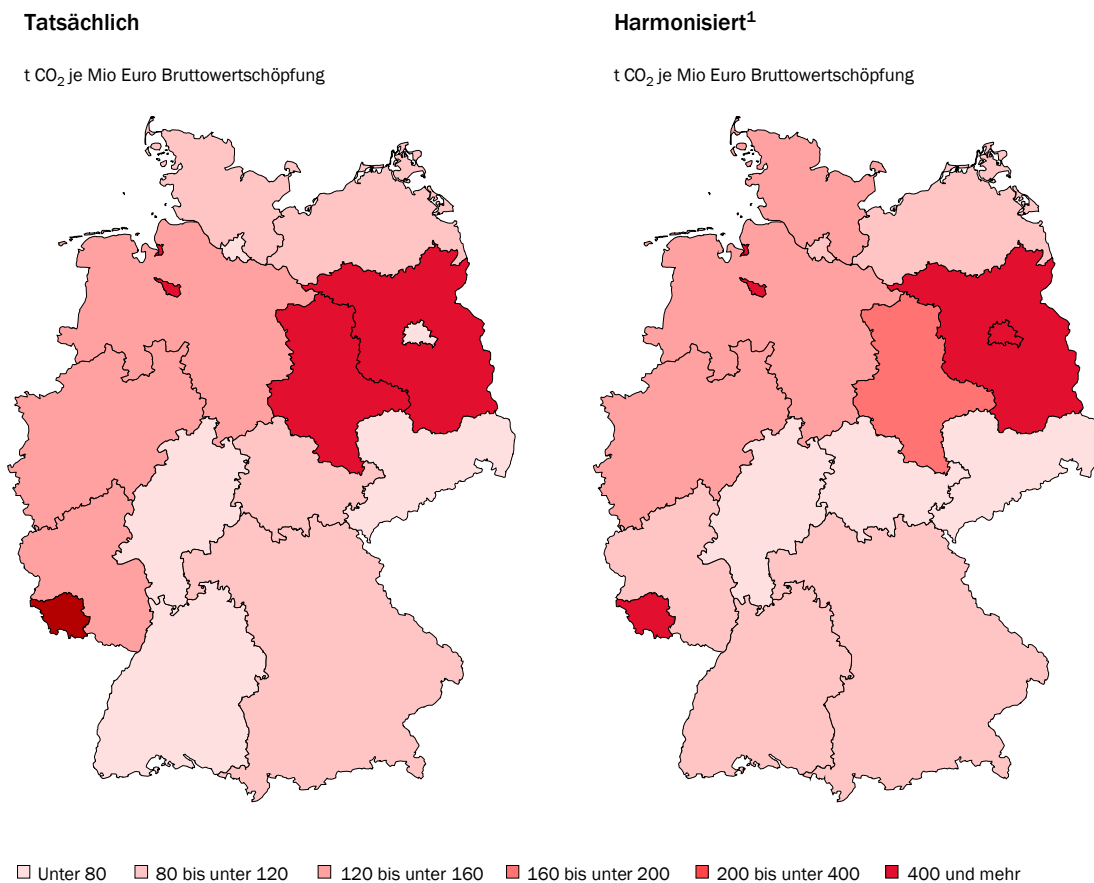 Tatsächlich
t CO₂ je Mio Euro Bruttowertschöpfung
Harmonisiert¹
t CO₂ je Mio Euro Bruttowertschöpfung
Unter 80 80 bis unter 120 120 bis unter 160 160 bis unter 200 200 bis unter 400 400 und mehr